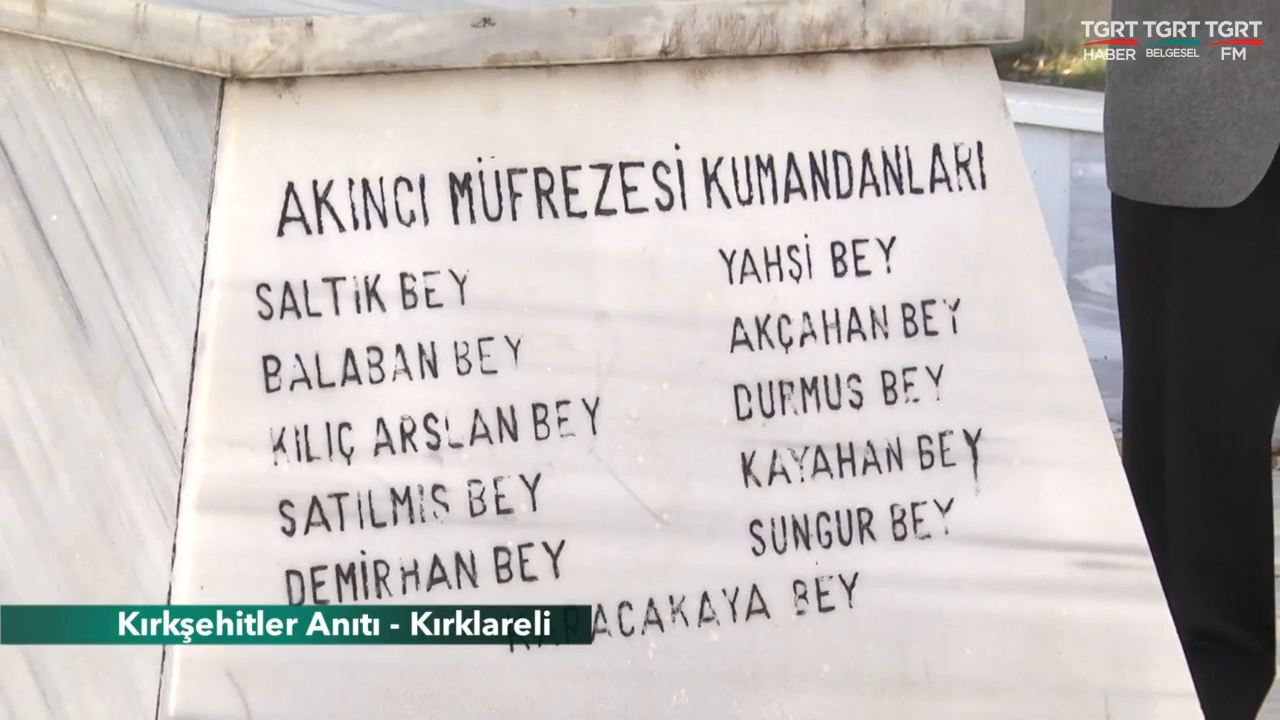 TGRT TGRT TGRT
HABER BELGESEL FM
AKINCI MÜFREZESİ KUMANDANLARI
SALTIK BEY
BALABAN BEY
KILIÇ ARSLAN BEY
SATILMIS BEY
DEMİRHAN BEY
YAHŞİ BEY
AKÇAHAN BEY
DURMUS BEY
KAYAHAN BEY
SUNGUR BEY
KARACAKAYA BEY
Kırkşehitler Anıtı - Kırklareli